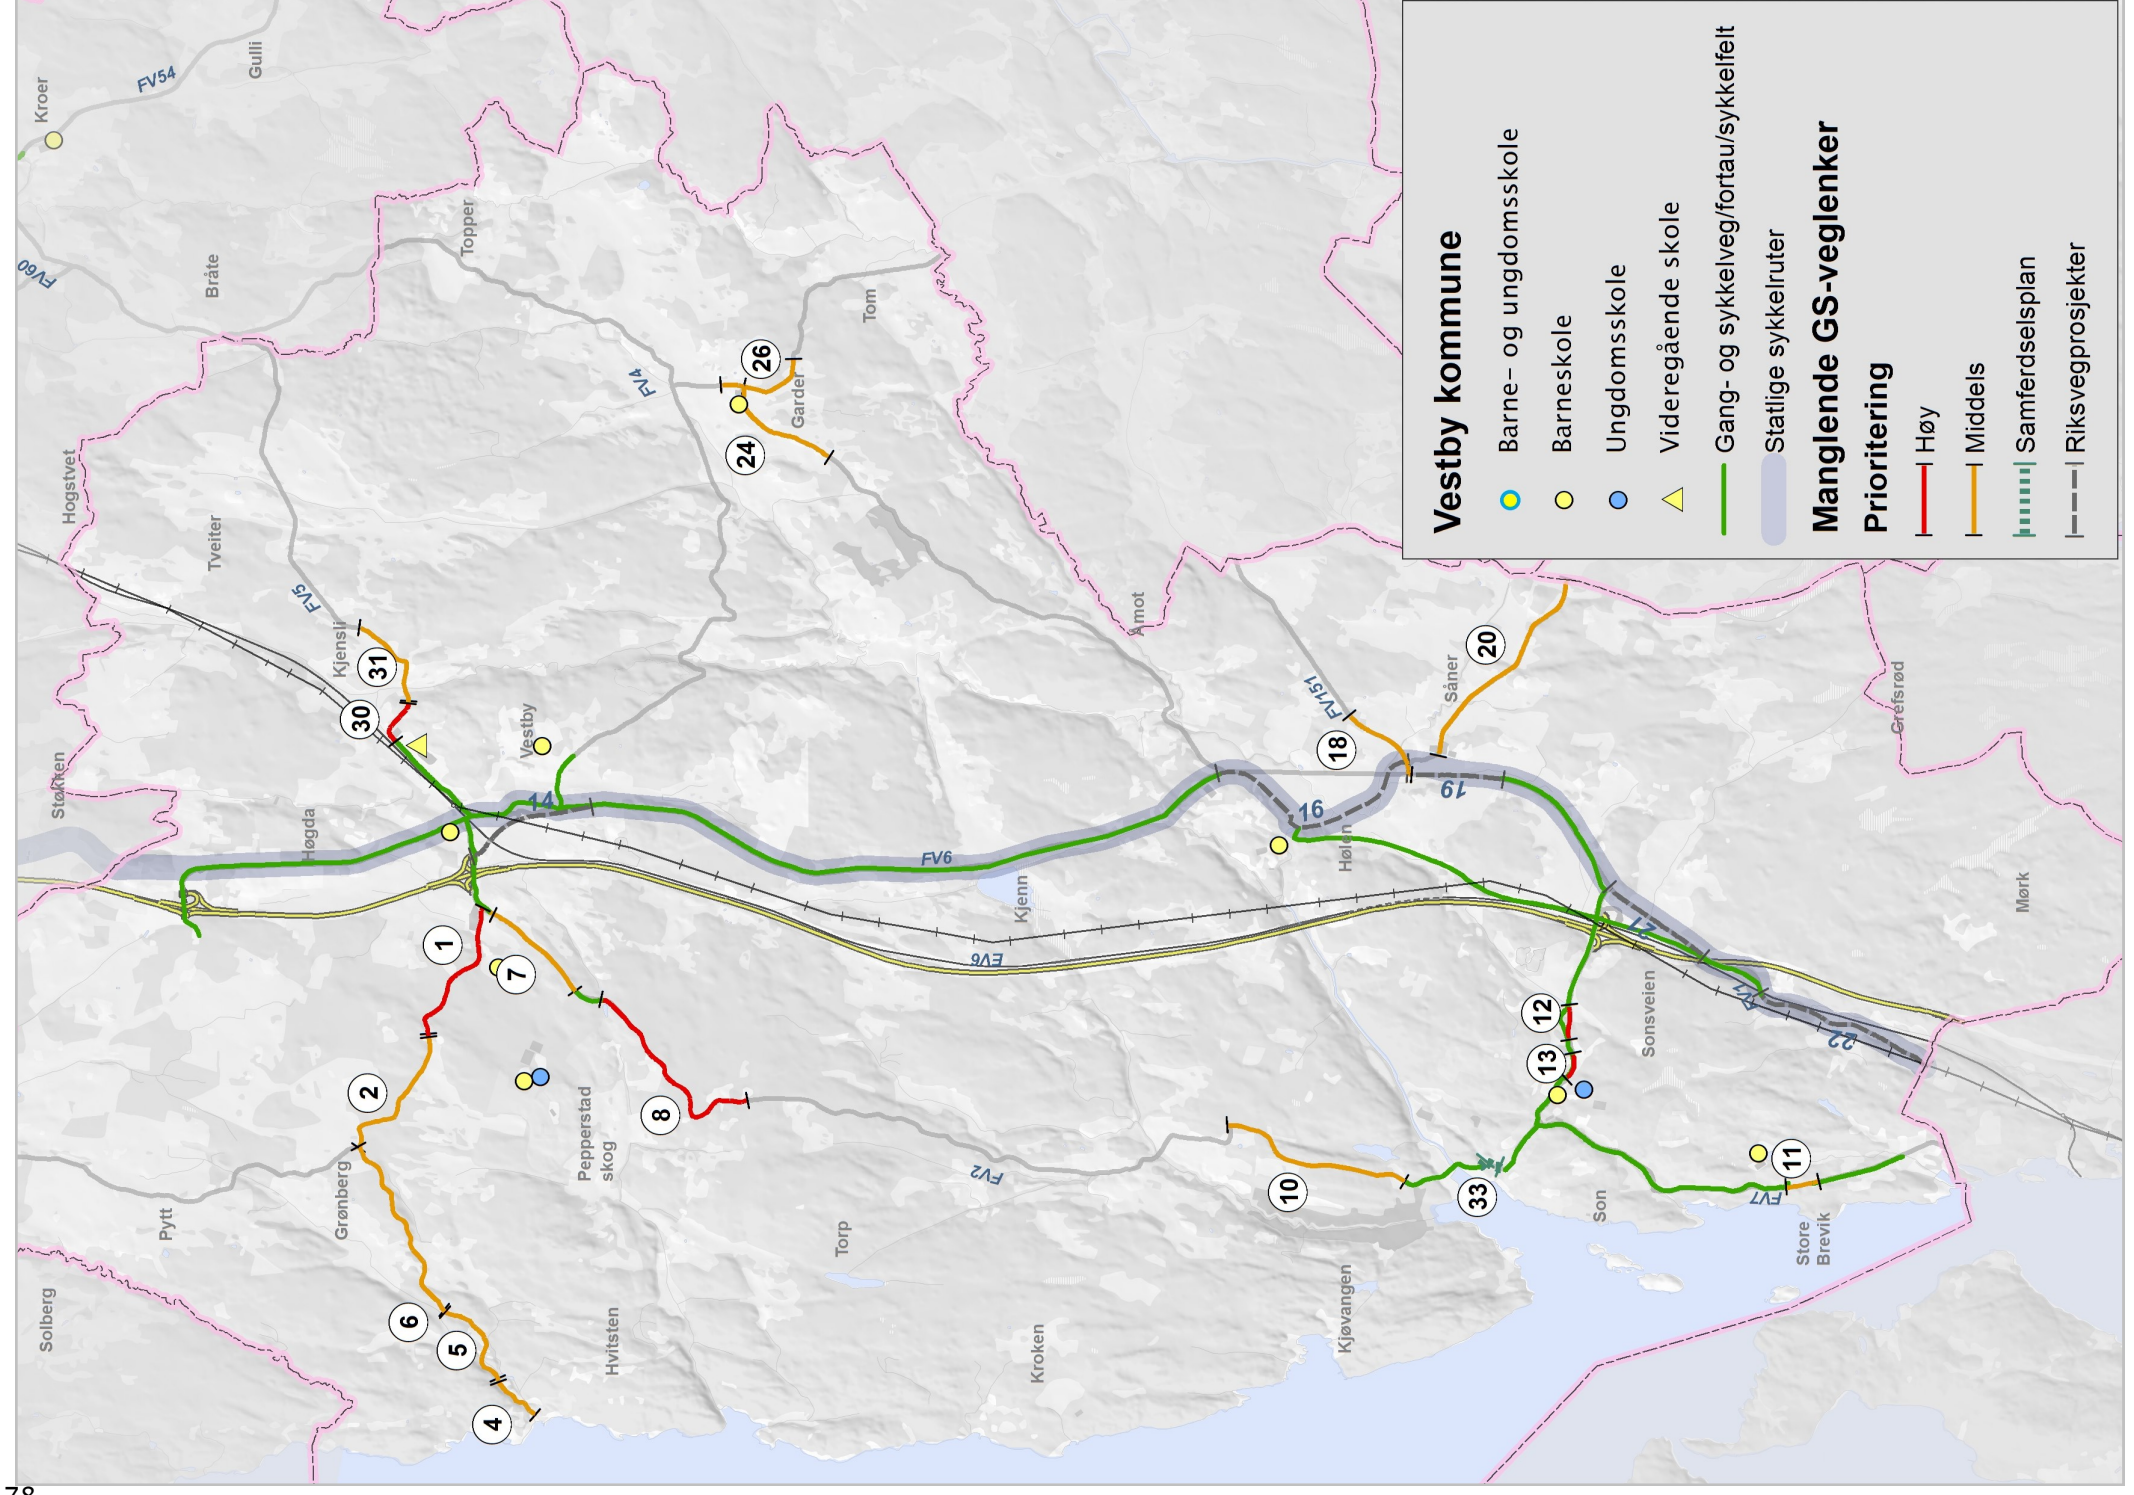 78
Vestby kommune
Barne- og ungdomsskole
Barneskole
Ungdomsskole
Videregående skole
Gang- og sykkelveg/fortau/sykkelfelt
Statlige sykkelruter
Manglende GS-veglenker
Prioritering
Høy
Middels
Samferdselsplan
Riksvegprosjekter
Kroer
FV54
Gulli
FV60
Bråte
Topper
Hogstvet
Tveiter
FV5
Kjensli
31
30
Støkken
Høgda
Vestby
14
FV4
26
Garder
24
Tom
Åmot
FV151
18
Såner
20
19
16
Hølen
FV6
Kjenn
EV6
1
7
2
8
Pepperstad
skog
Grønberg
Pytt
Solberg
6
5
4
Hvitsten
Torp
Kroken
FV2
10
Kjøvangen
33
12
13
Sonsveien
21
FV1
22
Mørk
Grefsrød
Son
11
FV7
Store
Brevik